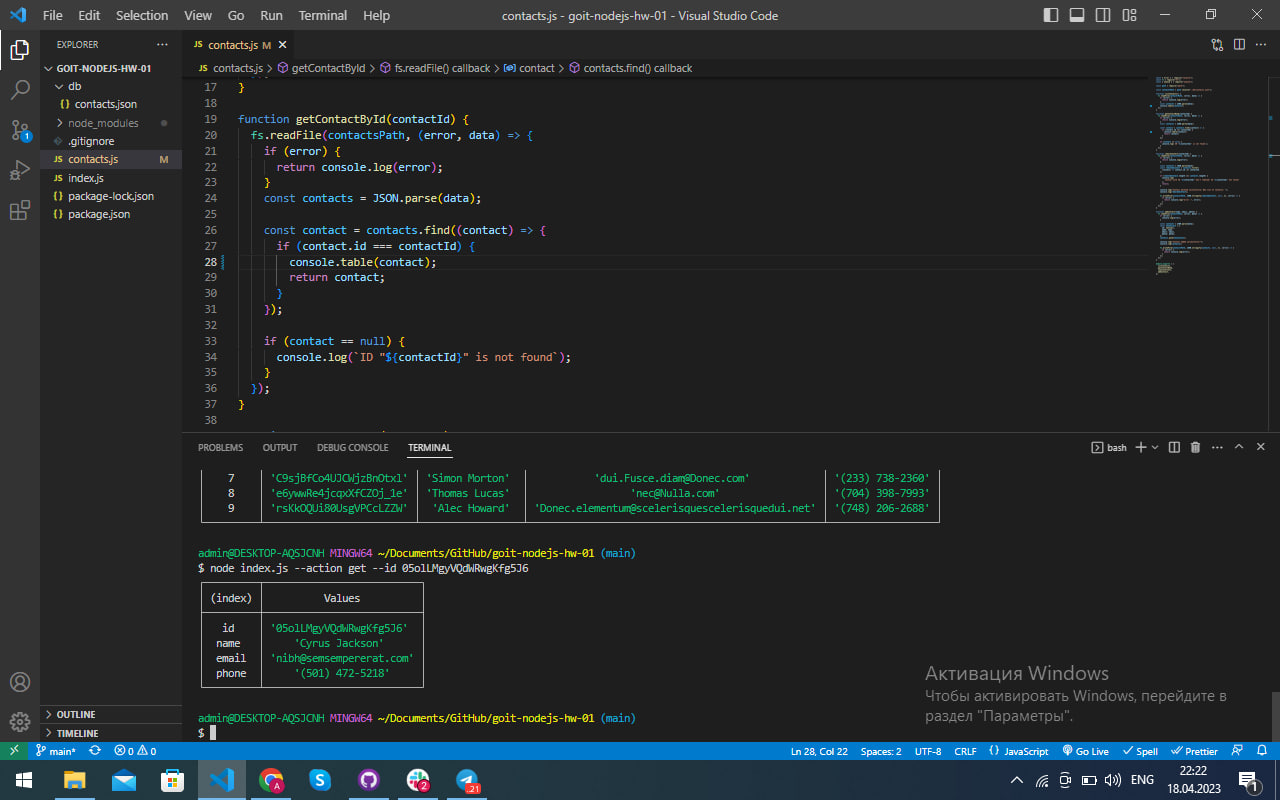 File Edit Selection View Go Run Terminal Help contacts.js - goit-nodejs-hw-01 - Visual Studio Code
EXPLORER
GOIT-NODEJS-HW-01
db
{} contacts.json
node_modules
.gitignore
JS contacts.js M
JS index.js
{} package-lock.json
{} package.json
OUTLINE
TIMELINE
1
JS contacts.js M
JS contacts.js > getContactById > fs.readFile() callback > contact > contacts.find() callback
17 }
18
19 function getContactById(contactId) {
20 fs.readFile(contactsPath, (error, data) => {
21 if (error) {
22 return console.log(error);
23 }
24 const contacts = JSON.parse(data);
25
26 const contact = contacts.find((contact) => {
27 if (contact.id === contactId) {
28 console.table(contact);
29 return contact;
30 }
31 });
32
33 if (contact == null) {
34 console.log(`ID "${contactId}" is not found`);
35 }
36 });
37 }
38
PROBLEMS OUTPUT DEBUG CONSOLE TERMINAL bash
7 'C9sjBfCo4UJCWjzBnOtxl' 'Simon Morton' 'dui.Fusce.diam@Donec.com' '(233) 738-2360'
8 'e6ywwRe4jcqxXfCZOj_1e' 'Thomas Lucas' 'nec@Nulla.com' '(704) 398-7993'
9 'rsKkOQUi80UsgVPCcLZZW' 'Alec Howard' 'Donec.elementum@scelerisquescelerisquedui.net' '(748) 206-2688'
admin@DESKTOP-AQSJCNH MINGW64 ~/Documents/GitHub/goit-nodejs-hw-01 (main)
$ node index.js --action get --id 05olLMgyVQdWRwgKfg5J6
(index) Values
id '05olLMgyVQdWRwgKfg5J6'
name 'Cyrus Jackson'
email 'nibh@semsempererat.com'
phone '(501) 472-5218'
admin@DESKTOP-AQSJCNH MINGW64 ~/Documents/GitHub/goit-nodejs-hw-01 (main)
$
Активация Windows
Чтобы активировать Windows, перейдите в
раздел "Параметры".
main* 0 0 Ln 28, Col 22 Spaces: 2 UTF-8 CRLF {} JavaScript Go Live Spell Prettier
A 2 .21 ENG 22:22
18.04.2023 1